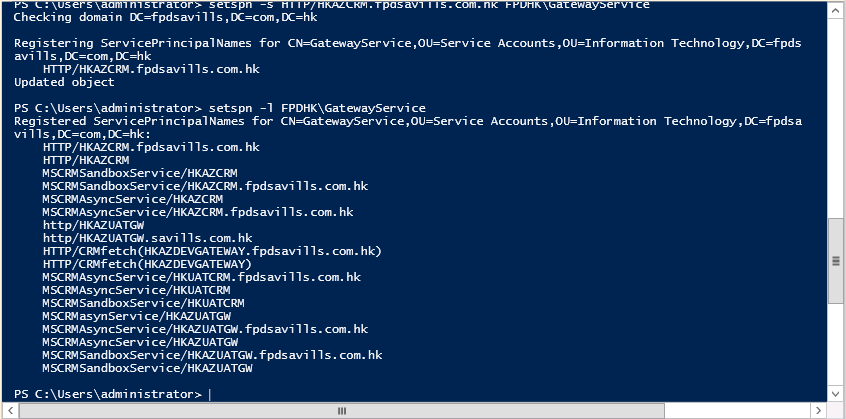 PS C:\Users\administrator> setspn -s HTTP/HKAZCRM.fpdsavills.com.hk FPDHK\GatewayService
Checking domain DC=fpdsavills,DC=com,DC=hk
Registering ServicePrincipalNames for CN=GatewayService,OU=Service Accounts,OU=Information Technology,DC=fpds
avills,DC=com,DC=hk
HTTP/HKAZCRM.fpdsavills.com.hk
Updated object
PS C:\Users\administrator> setspn -l FPDHK\GatewayService
Registered ServicePrincipalNames for CN=GatewayService,OU=Service Accounts,OU=Information Technology,DC=fpdsa
vills,DC=com,DC=hk:
HTTP/HKAZCRM.fpdsavills.com.hk
HTTP/HKAZCRM
MSCRMSandboxService/HKAZCRM
MSCRMSandboxService/HKAZCRM.fpdsavills.com.hk
MSCRMAsyncService/HKAZCRM
MSCRMAsyncService/HKAZCRM.fpdsavills.com.hk
http/HKAZUATGW
http/HKAZUATGW.savills.com.hk
HTTP/CRMfetch(HKAZDEVGATEWAY.fpdsavills.com.hk)
HTTP/CRMfetch(HKAZDEVGATEWAY)
MSCRMAsyncService/HKUATCRM.fpdsavills.com.hk
MSCRMAsyncService/HKUATCRM
MSCRMSandboxService/HKUATCRM
MSCRMasynService/HKAZUATGW
MSCRMAsyncService/HKAZUATGW.fpdsavills.com.hk
MSCRMAsyncService/HKAZUATGW
MSCRMSandboxService/HKAZUATGW.fpdsavills.com.hk
MSCRMSandboxService/HKAZUATGW
PS C:\Users\administrator>